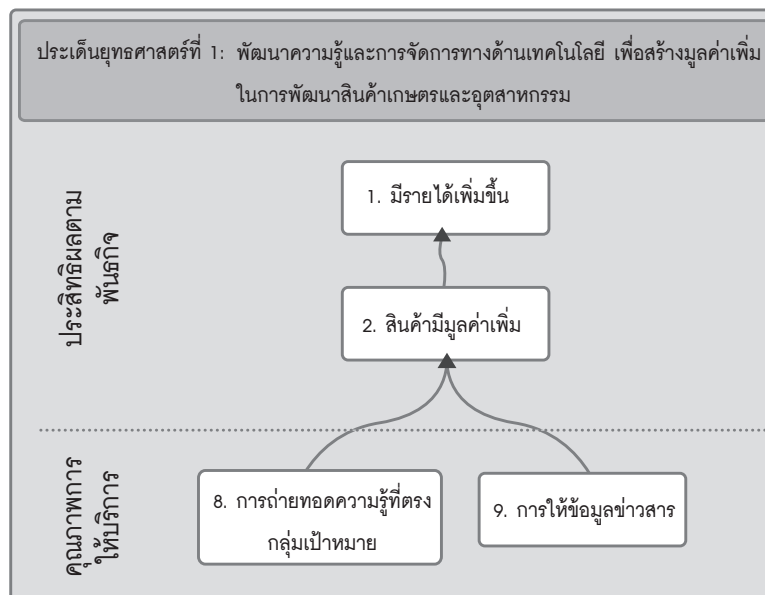 ประเด็นยุทธศาสตร์ที่ 1: พัฒนาความรู้และการจัดการทางด้านเทคโนโลยี เพื่อสร้างมูลค่าเพิ่ม
ในการพัฒนาสินค้าเกษตรและอุตสาหกรรม
ประสิทธิผลตาม
พันธกิจ
1. มีรายได้เพิ่มขึ้น
2. สินค้ามีมูลค่าเพิ่ม
คุณภาพการ
ให้บริการ
8. การถ่ายทอดความรู้ที่ตรง
กลุ่มเป้าหมาย
9. การให้ข้อมูลข่าวสาร